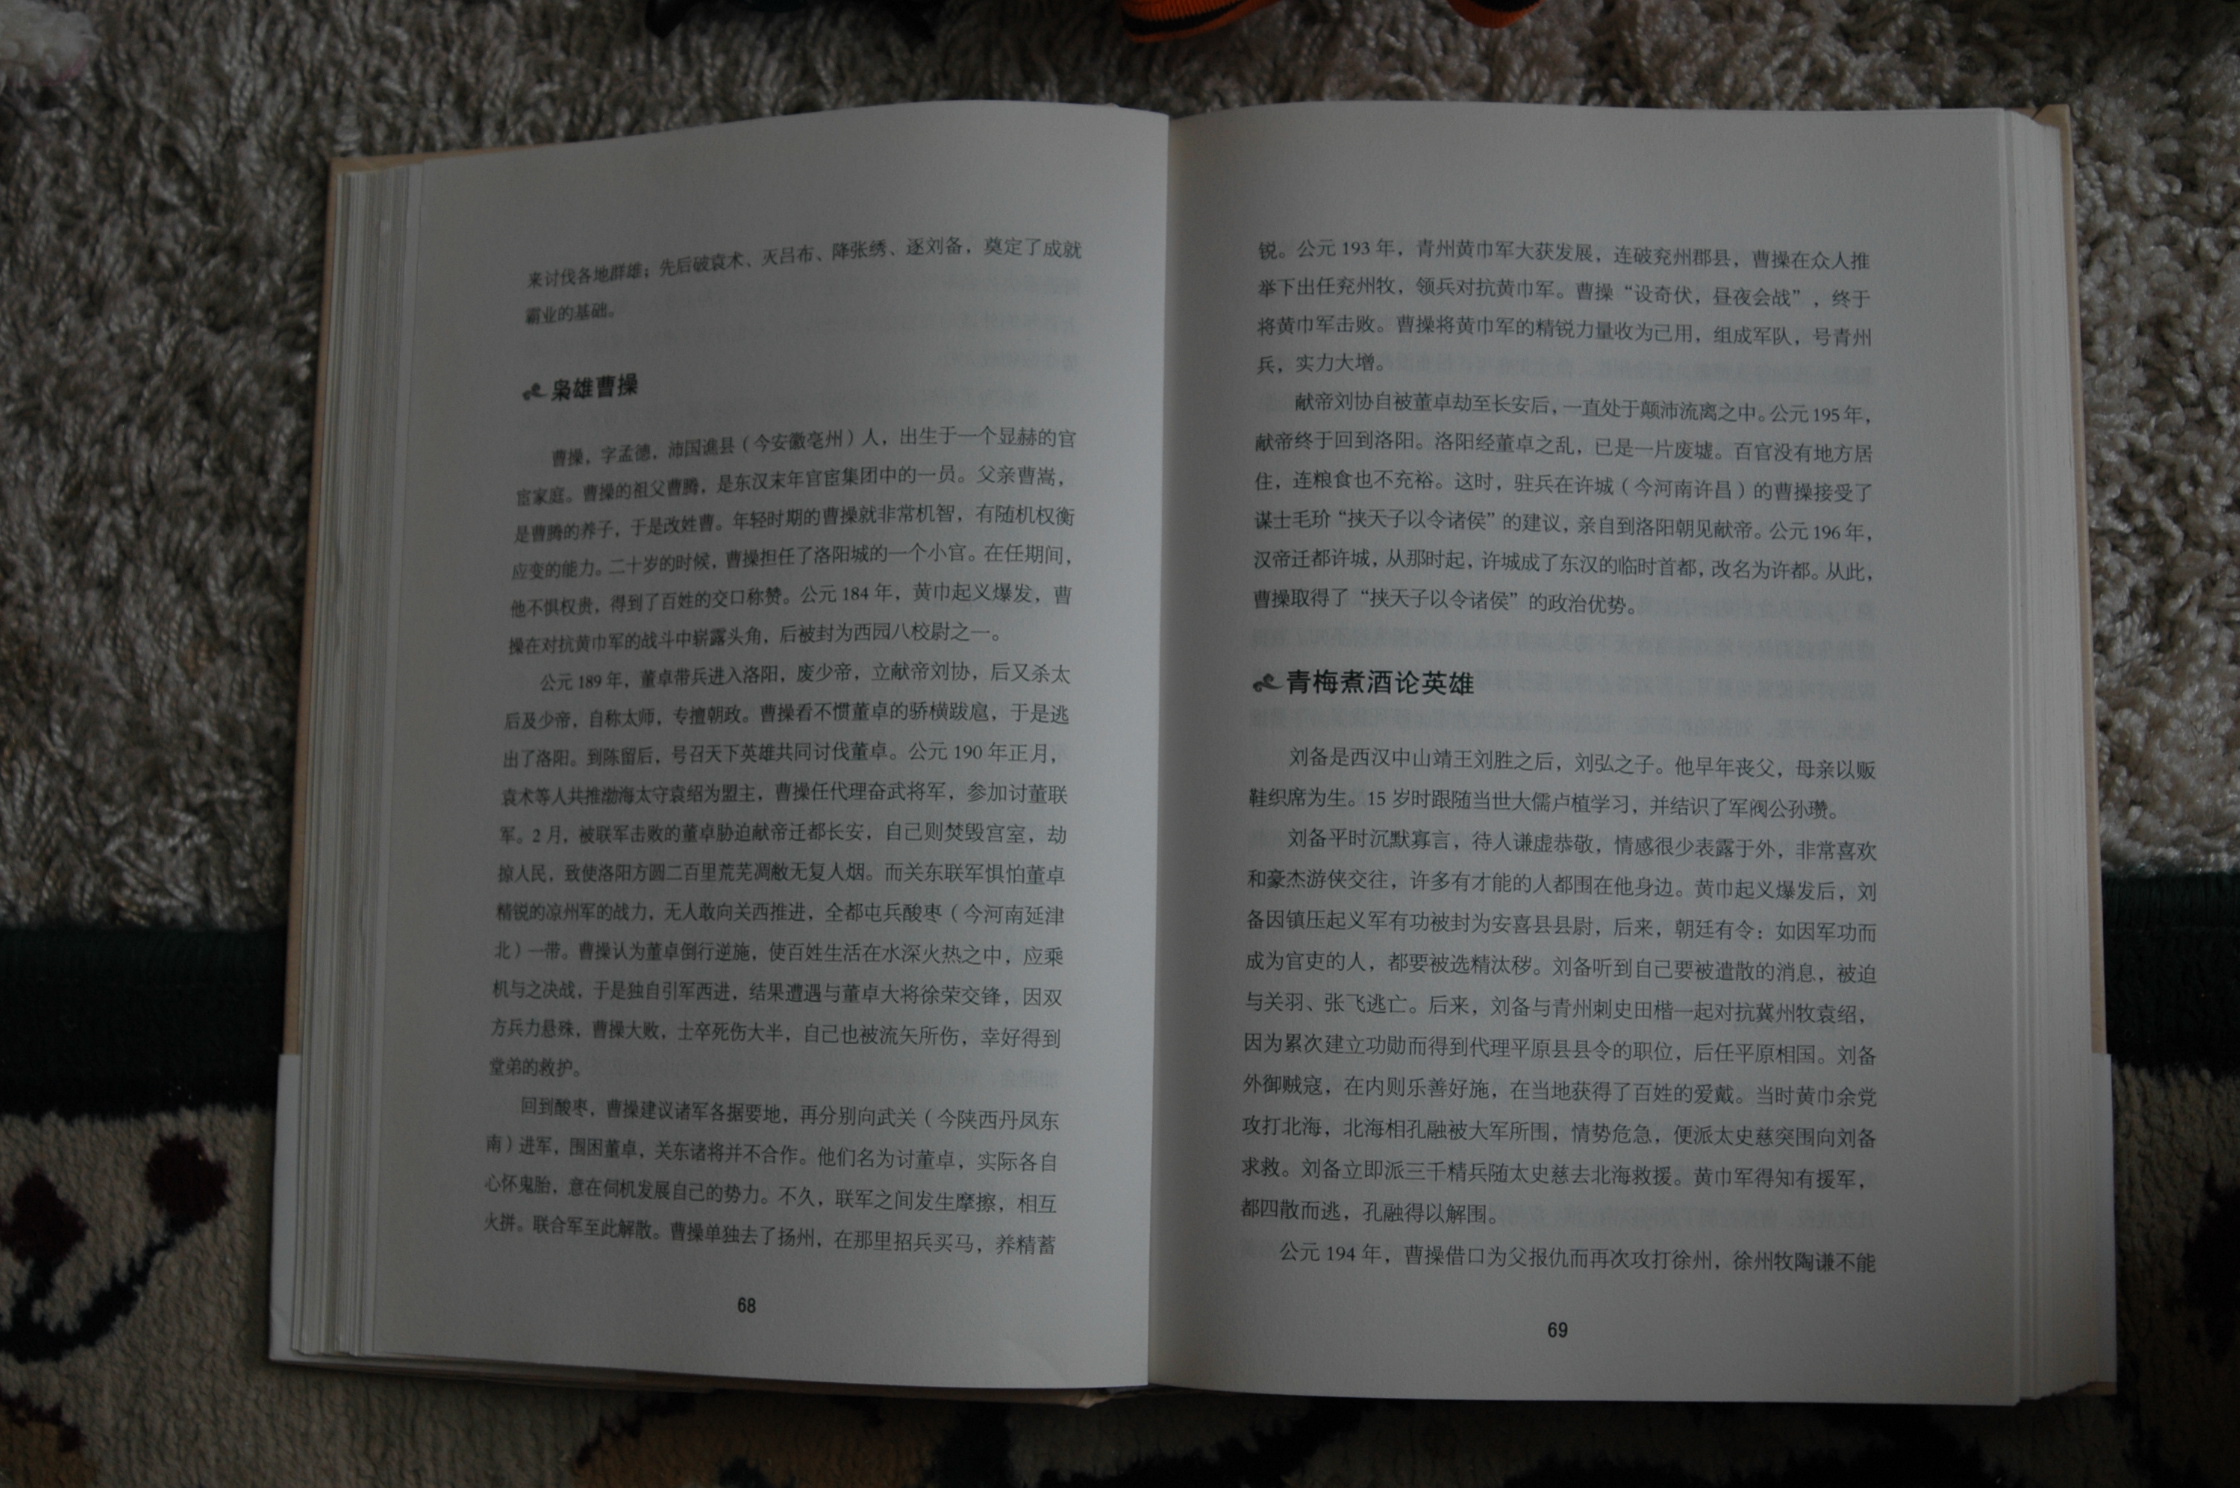 来讨伐各地群雄；先后破袁术、灭吕布、降张绣、逐刘备，奠定了成就
霸业的基础。
枭雄曹操
曹操，字孟德，沛国谯县（今安徽亳州）人，出生于一个显赫的官
宦家庭。曹操的祖父曹腾，是东汉末年官宦集团中的一员。父亲曹嵩，
是曹腾的养子，于是改姓曹。年轻时期的曹操就非常机智，有随机权衡
应变的能力。二十岁的时候，曹操担任了洛阳城的一个小官。在任期间，
他不惧权贵，得到了百姓的交口称赞。公元 184 年，黄巾起义爆发，曹
操在对抗黄巾军的战斗中崭露头角，后被封为西园八校尉之一。
公元 189 年，董卓带兵进入洛阳，废少帝，立献帝刘协，后又杀太
后及少帝，自称太师，专擅朝政。曹操看不惯董卓的骄横跋扈，于是逃
出了洛阳。到陈留后，号召天下英雄共同讨伐董卓。公元 190 年正月，
袁术等人共推渤海太守袁绍为盟主，曹操任代理奋武将军，参加讨董联
军。2 月，被联军击败的董卓胁迫献帝迁都长安，自己则焚毁宫室，劫
掠人民，致使洛阳方圆二百里荒芜凋敝无复人烟。而关东联军惧怕董卓
精锐的凉州军的战力，无人敢向关西推进，全都屯兵酸枣（今河南延津
北）一带。曹操认为董卓倒行逆施，使百姓生活在水深火热之中，应乘
机与之决战，于是独自引军西进，结果遭遇与董卓大将徐荣交锋，因双
方兵力悬殊，曹操大败，士卒死伤大半，自己也被流矢所伤，幸好得到
堂弟的救护。
回到酸枣，曹操建议诸军各据要地，再分别向武关（今陕西丹凤东
南）进军，围困董卓，关东诸将并不合作。他们名为讨董卓，实际各自
心怀鬼胎，意在伺机发展自己的势力。不久，联军之间发生摩擦，相互
火拼。联合军至此解散。曹操单独去了扬州，在那里招兵买马，养精蓄
68
锐。公元 193 年，青州黄巾军大获发展，连破兖州郡县，曹操在众人推
举下出任兖州牧，领兵对抗黄巾军。曹操“设奇伏，昼夜会战”，终于
将黄巾军击败。曹操将黄巾军的精锐力量收为己用，组成军队，号青州
兵，实力大增。
献帝刘协自被董卓劫至长安后，一直处于颠沛流离之中。公元 195 年，
献帝终于回到洛阳。洛阳经董卓之乱，已是一片废墟。百官没有地方居
住，连粮食也不充裕。这时，驻兵在许城（今河南许昌）的曹操接受了
谋士毛玠“挟天子以令诸侯”的建议，亲自到洛阳朝见献帝。公元 196 年，
汉帝迁都许城，从那时起，许城成了东汉的临时首都，改名为许都。从此，
曹操取得了“挟天子以令诸侯”的政治优势。
青梅煮酒论英雄
刘备是西汉中山靖王刘胜之后，刘弘之子。他早年丧父，母亲以贩
鞋织席为生。15 岁时跟随当世大儒卢植学习，并结识了军阀公孙瓒。
刘备平时沉默寡言，待人谦虚恭敬，情感很少表露于外，非常喜欢
和豪杰游侠交往，许多有才能的人都围在他身边。黄巾起义爆发后，刘
备因镇压起义军有功被封为安喜县县尉，后来，朝廷有令：如因军功而
成为官吏的人，都要被选精汰秽。刘备听到自己要被遣散的消息，被迫
与关羽、张飞逃亡。后来，刘备与青州刺史田楷一起对抗冀州牧袁绍，
因为累次建立功勋而得到代理平原县县令的职位，后任平原相国。刘备
外御贼寇，在内则乐善好施，在当地获得了百姓的爱戴。当时黄巾余党
攻打北海，北海相孔融被大军所围，情势危急，便派太史慈突围向刘备
求救。刘备立即派三千精兵随太史慈去北海救援。黄巾军得知有援军，
都四散而逃，孔融得以解围。
公元 194 年，曹操借口为父报仇而再次攻打徐州，徐州牧陶谦不能
69